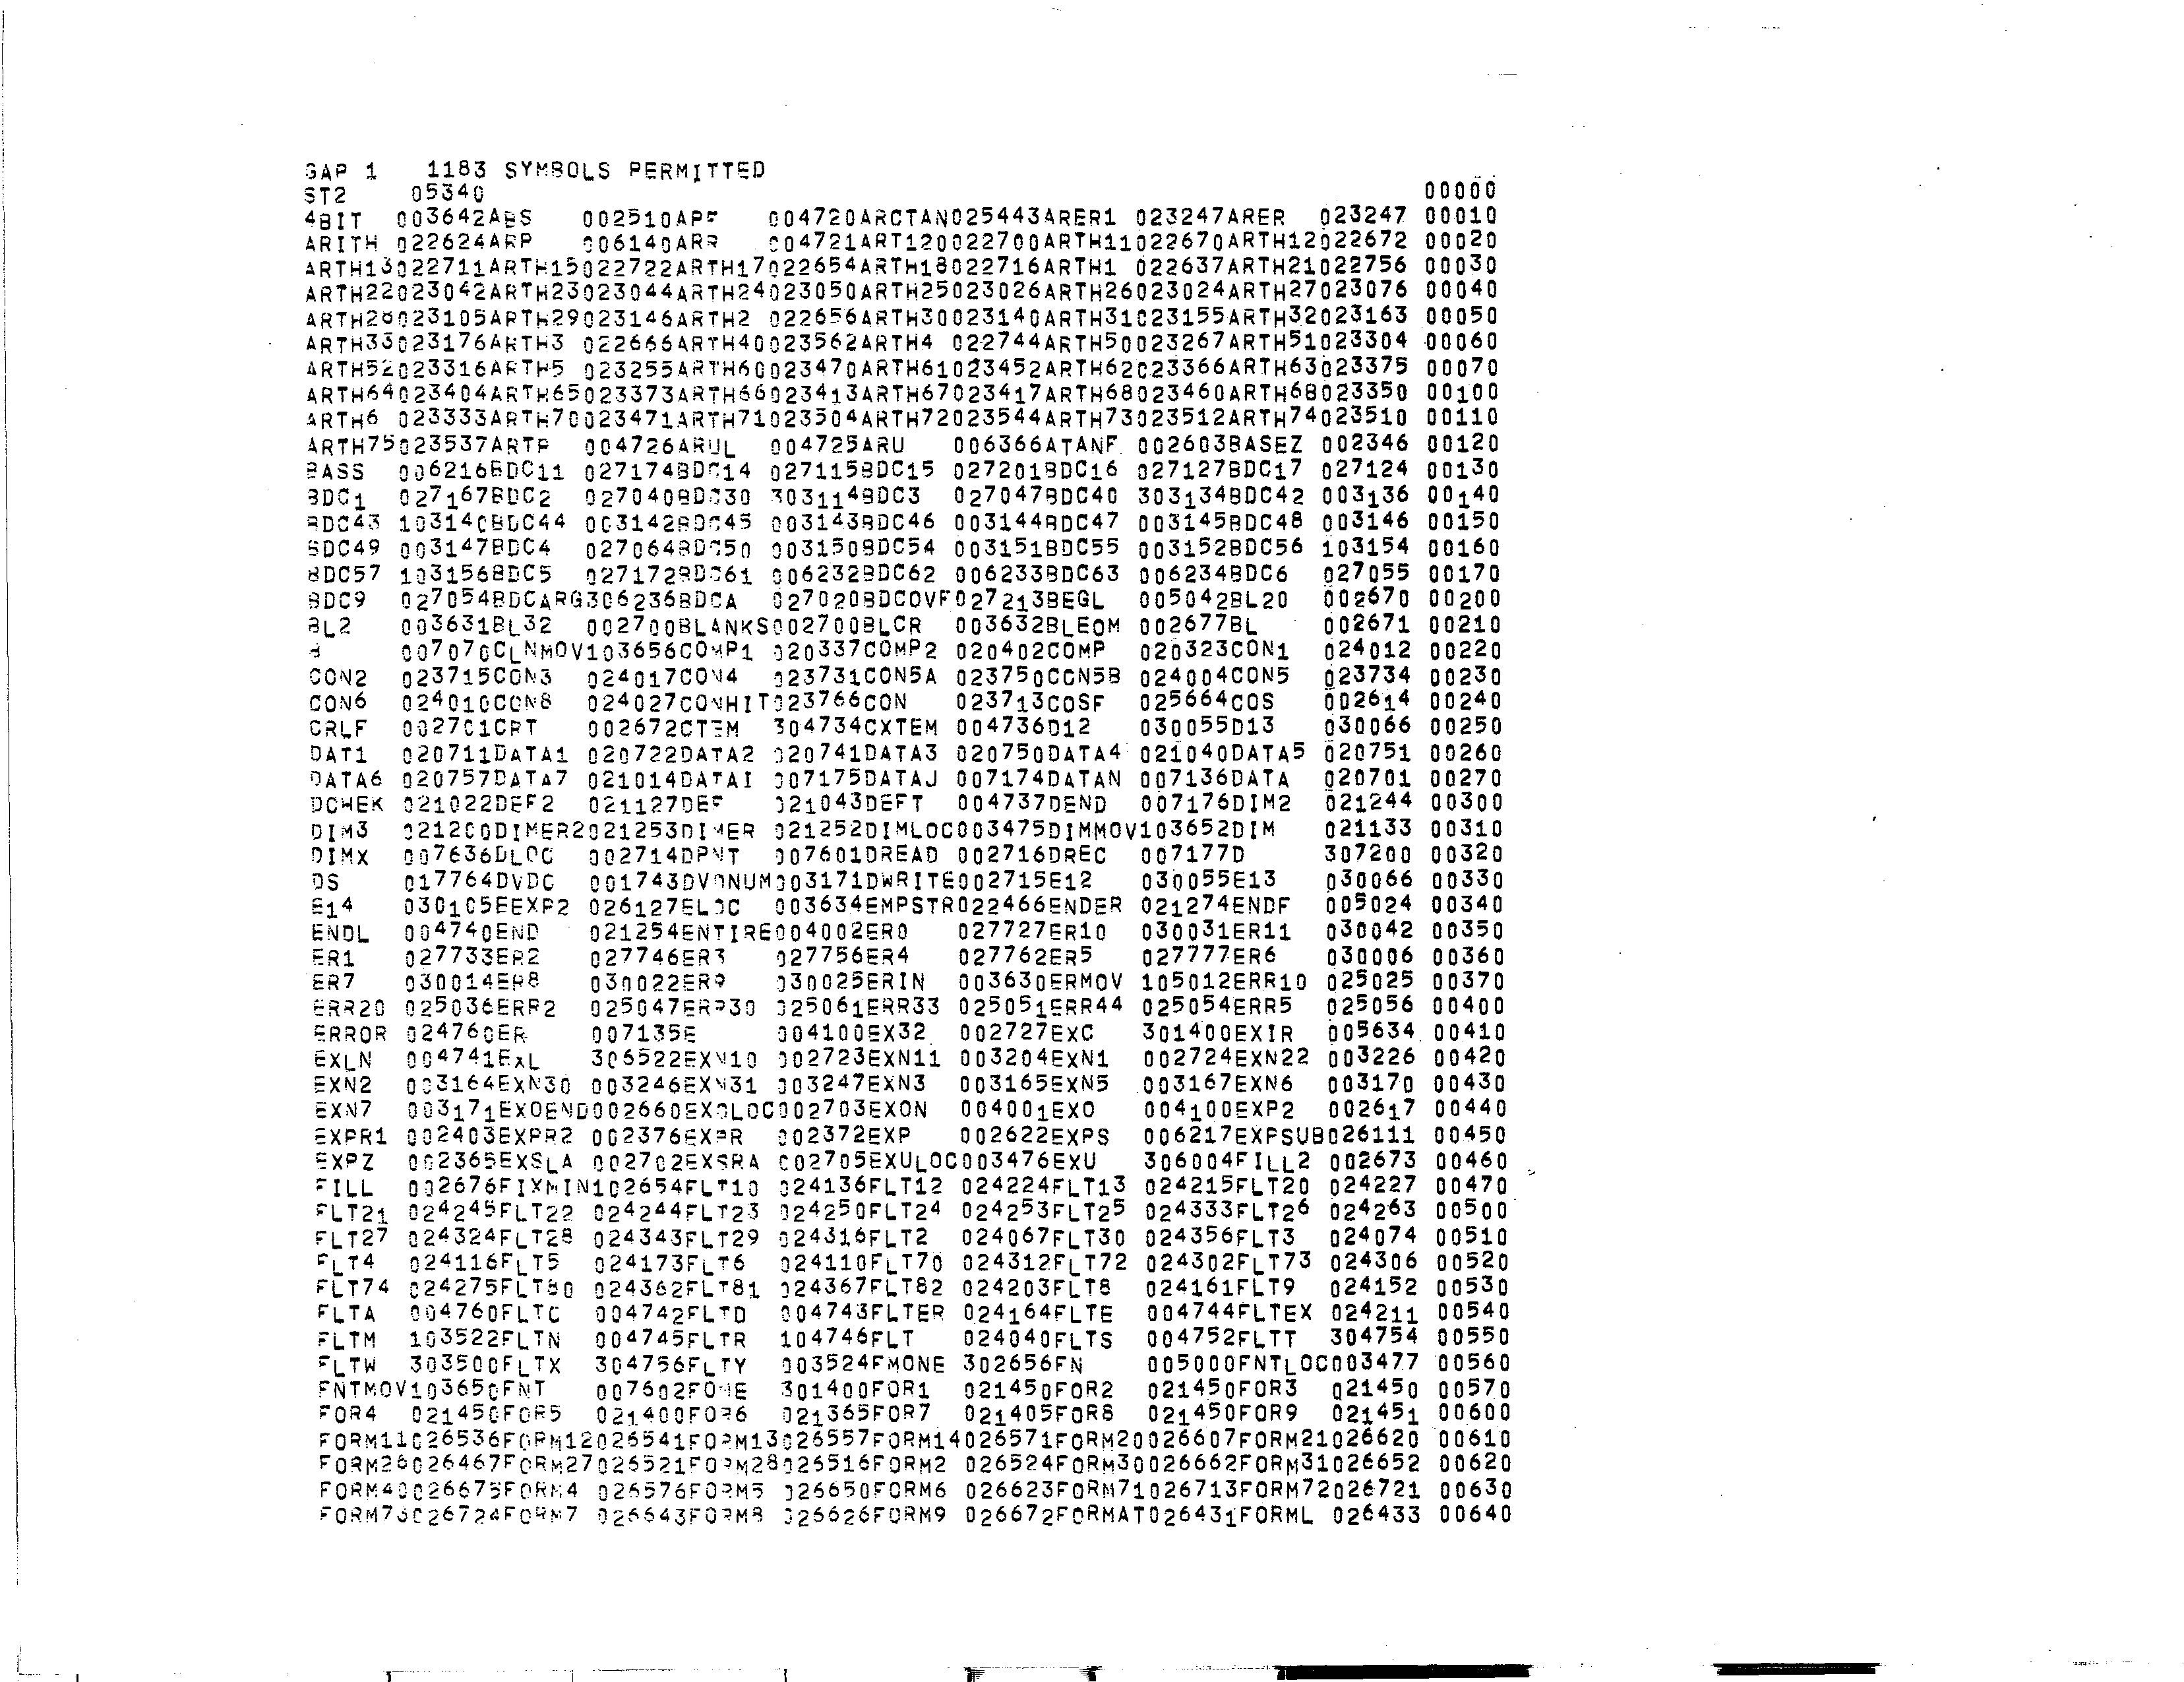 GAP 1   1183 SYMBOLS PERMITTED
ST2    05340    00000
4BIT  003642ABS   002510APF   004720ARCTAN025443ARER1 023247ARER  023247 00010
ARITH 022624ARP   006140ARR   004721ART120022700ARTH11022670ARTH12022672 00020
ARTH13022711ARTH15022722ARTH17022654ARTH18022716ARTH1 022637ARTH21022756 00030
ARTH22023042ARTH23023044ARTH24023050ARTH25023026ARTH26023024ARTH27023076 00040
ARTH28023105ARTH29023146ARTH2 022656ARTH30023140ARTH31023155ARTH32023163 00050
ARTH33023176ARTH3 022666ARTH40023562ARTH4 022744ARTH50023267ARTH51023304 00060
ARTH52023316ARTH5 023255ARTH60023470ARTH61023452ARTH62023366ARTH63023375 00070
ARTH64023404ARTH65023373ARTH66023413ARTH67023417ARTH68023460ARTH68023350 00100
ARTH6 023333ARTH70023471ARTH71023504ARTH72023544ARTH73023512ARTH74023510 00110
ARTH75023537ARTP  004726ARUL  004725ARU   006366ATANF 002603BASEZ 002346 00120
BASS  006216BDC11 027174BDC14 027115BDC15 027201BDC16 027127BDC17 027124 00130
BDC1  027167BDC2  027040BDC30 303114BDC3  027047BDC40 303134BDC42 003136 00140
BDC43 103140BDC44 003142BDC45 003143BDC46 003144BDC47 003145BDC48 003146 00150
BDC49 003147BDC4  027064BDC50 003150BDC54 003151BDC55 003152BDC56 103154 00160
BDC57 103156BDC5  027172BDC61 006232BDC62 006233BDC63 006234BDC6  027055 00170
BDC9  027054BDCARG306236BDCA  027020BDCOVF027213BEGL  005042BL20  002670 00200
BL2   003631BL32  002700BLANKS002700BLCR  003632BLEOM 002677BL    002671 00210
B     007070CLNMOV103656COMP1 020337COMP2 020402COMP  020323CON1  024012 00220
CON2  023715CON3  024017CON4  023731CON5A 023750CCN5B 024004CON5  023734 00230
CON6  024010CON8  024027CONHIT023766CON   023713COSF  025664COS   002614 00240
CRLF  002701CRT   002672CTEM  304734CXTEM 004736D12   030055D13   030066 00250
DAT1  020711DATA1 020722DATA2 020741DATA3 020750DATA4 021040DATA5 020751 00260
DATA6 020757DATA7 021014DATAI 007175DATAJ 007174DATAN 007136DATA  020701 00270
DCHEK 021022DEF2  021127DEF   021043DEFT  004737DEND  007176DIM2  021244 00300
DIM3  021200DIMER2021253DIMER 021252DIMLOC003475DIMMOV103652DIM   021133 00310
DIMX  007636DLOC  002714DPNT  007601DREAD 002716DREC  007177D     307200 00320
DS    017764DVDC  001743DVONUM003171DWRITE002715E12   030055E13   030066 00330
E14   030105EEXP2 026127ELOC  003634EMPSTR022466ENDER 021274ENDF  005024 00340
ENDL  004740END   021254ENTIRE004002ER0   027727ER10  030031ER11  030042 00350
ER1   027733ER2   027746ER3   027756ER4   027762ER5   027777ER6   030006 00360
ER7   030014ER8   030022ER9   030025ERIN  003630ERMOV 105012ERR10 025025 00370
ERR20 025036ERR2  025047ERR30 025061ERR33 025051ERR44 025054ERR5  025056 00400
ERROR 024760ER    007135E     004100EX32  002727EXC   301400EXIR  005634 00410
EXLN  004741EXL   306522EXN10 002723EXN11 003204EXN1  002724EXN22 003226 00420
EXN2  003164EXN30 003246EXN31 003247EXN3  003165EXN5  003167EXN6  003170 00430
EXN7  003171EXOEND002660EXOLOC002703EXON  004001EXO   004100EXP2  002617 00440
EXPR1 002403EXPR2 002376EXPR  002372EXP   002622EXPS  006217EXPSUB026111 00450
EXPZ  002365EXSLA 002702EXSRA 002705EXULOC003476EXU   306004FILL2 002673 00460
FILL  002676FIXMIN102654FLT10 024136FLT12 024224FLT13 024215FLT20 024227 00470
FLT21 024245FLT22 024244FLT23 024250FLT24 024253FLT25 024333FLT26 024263 00500
FLT27 024324FLT28 024343FLT29 024316FLT2  024067FLT30 024356FLT3  024074 00510
FLT4  024116FLT5  024173FLT6  024110FLT70 024312FLT72 024302FLT73 024306 00520
FLT74 024275FLT80 024362FLT81 024367FLT82 024203FLT8  024161FLT9  024152 00530
FLTA  004760FLTC  004742FLTD  004743FLTER 024164FLTE  004744FLTEX 024211 00540
FLTM  103522FLTN  004745FLTR  104746FLT   024040FLTS  004752FLTT  304754 00550
FLTW  303500FLTX  304756FLTY  003524FMONE 302656FN    005000FNTLOC003477 00560
FNTMOV103650FNT   007602FONE  301400FOR1  021450FOR2  021450FOR3  021450 00570
FOR4  021450FOR5  021400FOR6  021365FOR7  021405FOR8  021450FOR9  021451 00600
FORM11026536FORM12026541FORM13026557FORM14026571FORM20026607FORM21026620 00610
FORM26026467FORM27026521FORM28026516FORM2 026524FORM30026662FORM31026652 00620
FORM40026675FORM4 026576FORM5 026650FORM6 026623FORM71026713FORM72026721 00630
FORM73026724FORM7 026643FORM8 026626FORM9 026672FORMAT026431FORML 026433 00640